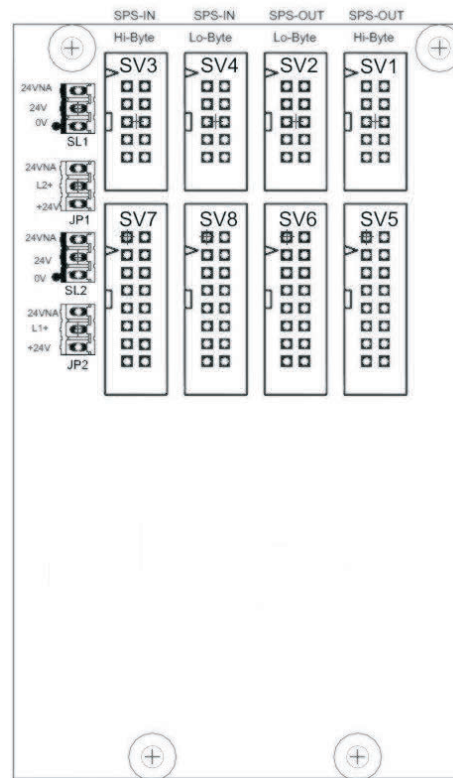 SPS-IN SPS-IN SPS-OUT SPS-OUT
Hi-Byte Lo-Byte Lo-Byte Hi-Byte
SV3 SV4 SV2 SV1
24VNA
24V
0V
SL1
24VNA
L2+
+24V
JP1
SV7 SV8 SV6 SV5
24VNA
24V
0V
SL2
24VNA
L1+
+24V
JP2